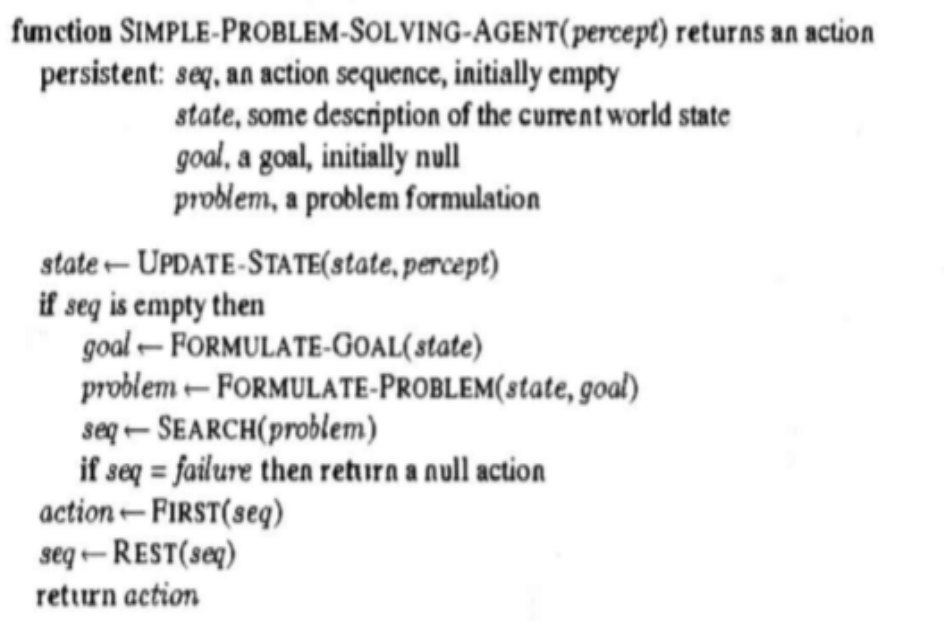 function SIMPLE-PROBLEM-SOLVING-AGENT(percept) returns an action
persistent: seq, an action sequence, initially empty
state, some description of the current world state
goal, a goal, initially null
problem, a problem formulation
state ← UPDATE-STATE(state, percept)
if seq is empty then
goal ← FORMULATE-GOAL(state)
problem ← FORMULATE-PROBLEM(state, goal)
seq ← SEARCH(problem)
if seq = failure then return a null action
action ← FIRST(seq)
seq ← REST(seq)
return action